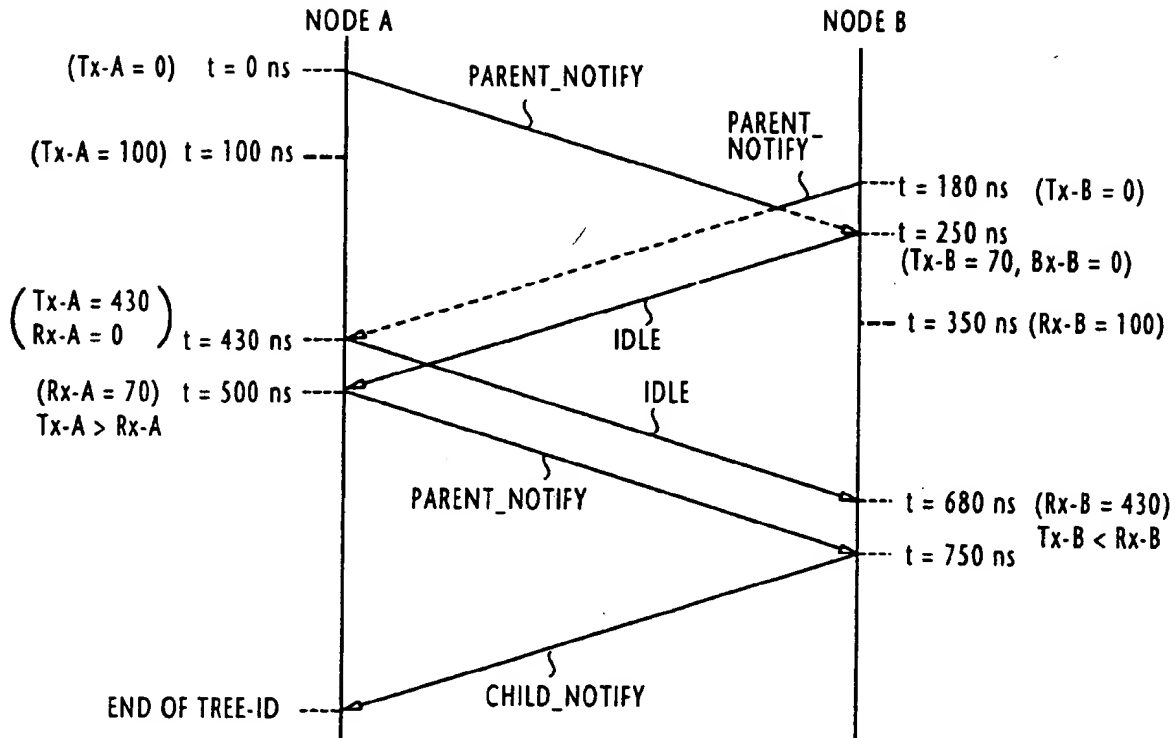 NODE A
NODE B
(Tx-A = 0) t = 0 ns
PARENT_NOTIFY
PARENT_
NOTIFY
(Tx-A = 100) t = 100 ns
t = 180 ns (Tx-B = 0)
t = 250 ns
(Tx-B = 70, Bx-B = 0)
(Tx-A = 430
Rx-A = 0) t = 430 ns
IDLE
t = 350 ns (Rx-B = 100)
(Rx-A = 70) t = 500 ns
Tx-A > Rx-A
IDLE
PARENT_NOTIFY
t = 680 ns (Rx-B = 430)
Tx-B < Rx-B
t = 750 ns
CHILD_NOTIFY
END OF TREE-ID